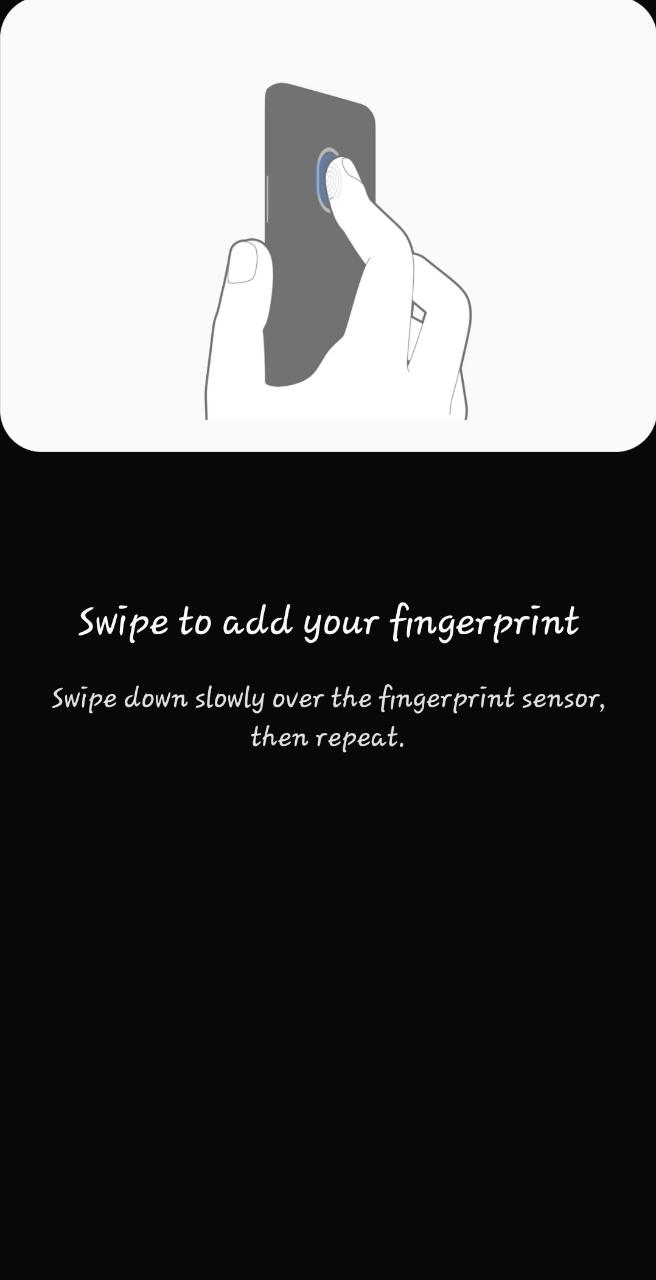 Swipe to add your fingerprint
Swipe down slowly over the fingerprint sensor,
then repeat.